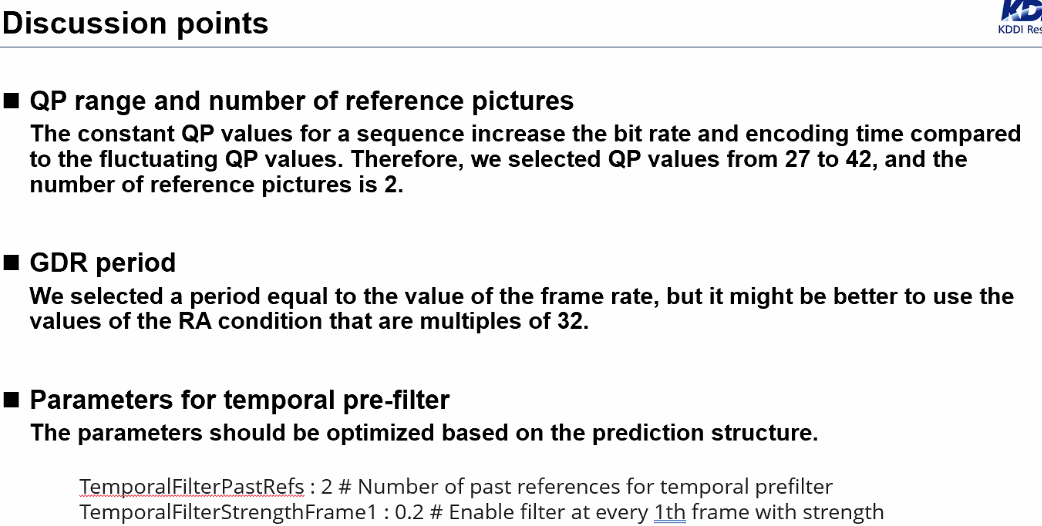 Discussion points
KDDI Res
■ QP range and number of reference pictures
The constant QP values for a sequence increase the bit rate and encoding time compared
to the fluctuating QP values. Therefore, we selected QP values from 27 to 42, and the
number of reference pictures is 2.
■ GDR period
We selected a period equal to the value of the frame rate, but it might be better to use the
values of the RA condition that are multiples of 32.
■ Parameters for temporal pre-filter
The parameters should be optimized based on the prediction structure.
TemporalFilterPastRefs : 2 # Number of past references for temporal prefilter
TemporalFilterStrengthFrame1 : 0.2 # Enable filter at every 1th frame with strength